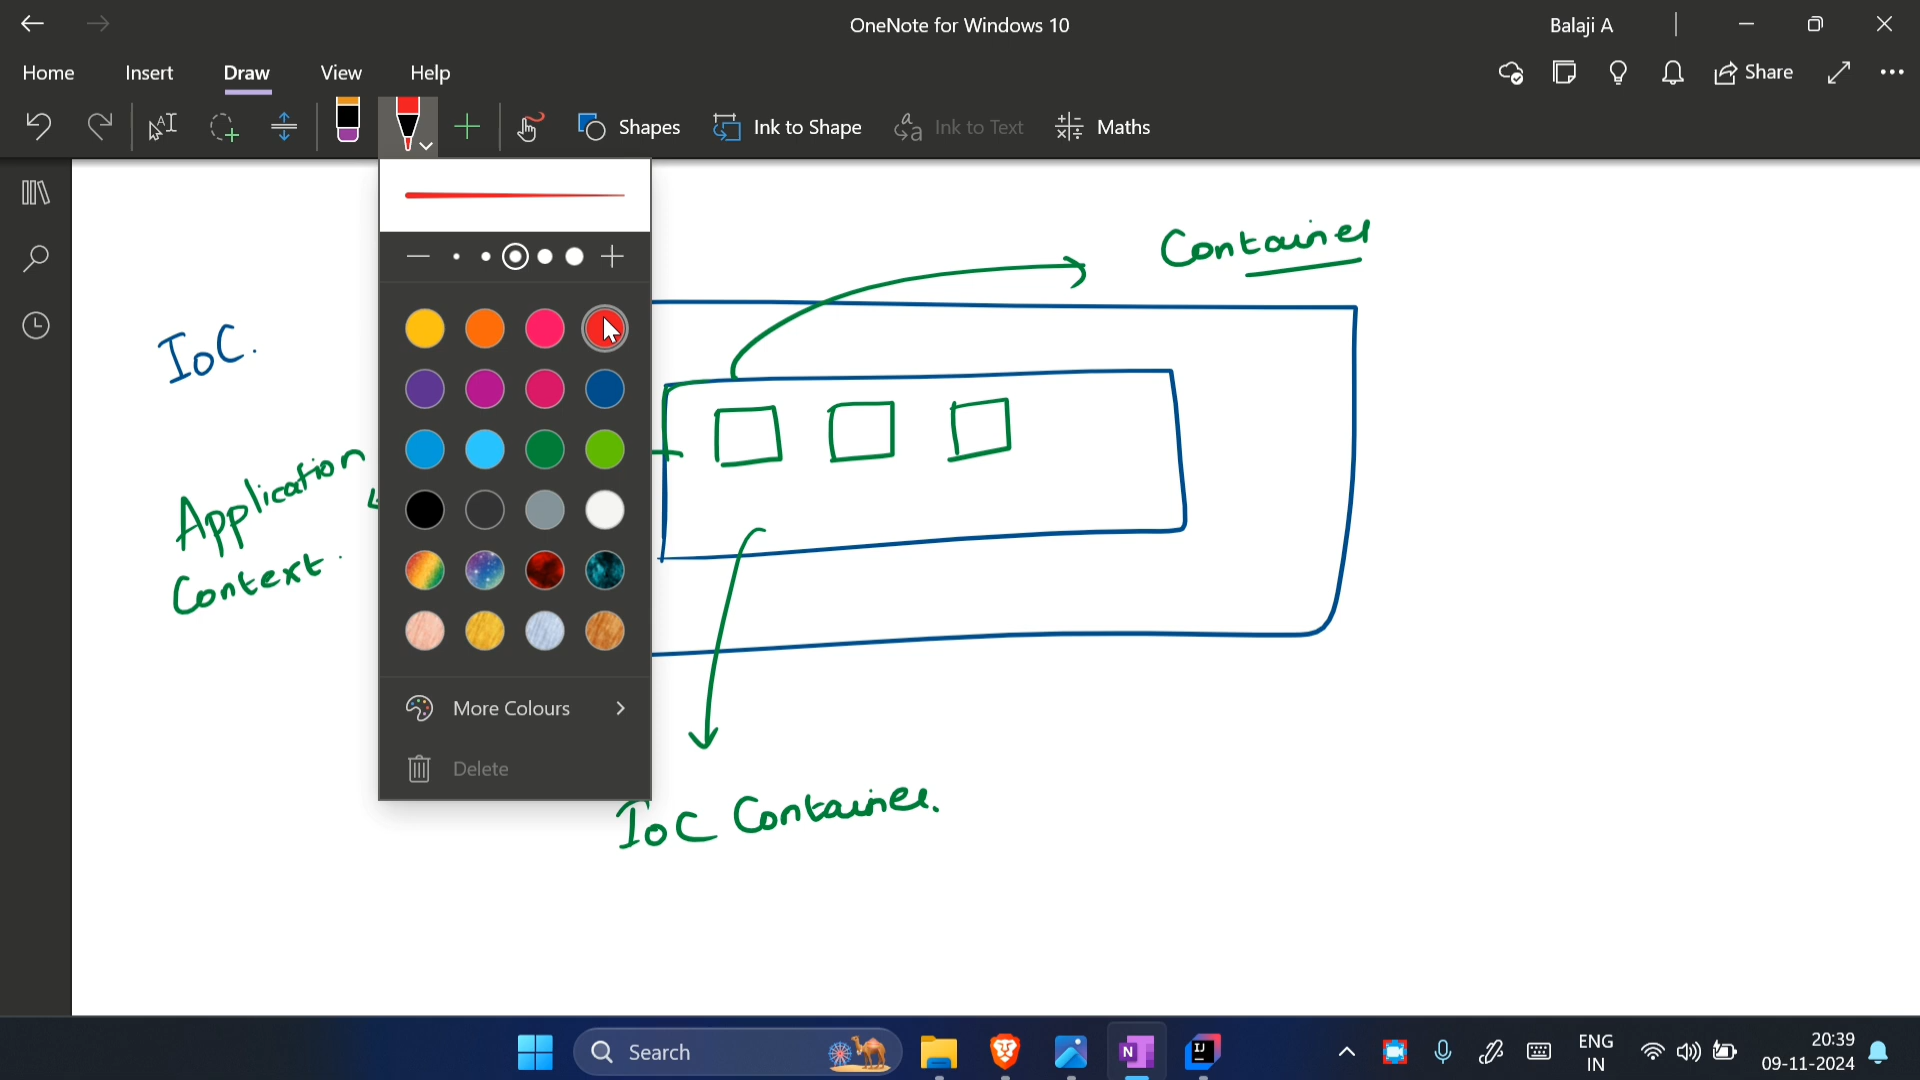 OneNote for Windows 10
Balaji A
Home Insert Draw View Help
Share
Shapes Ink to Shape Ink to Text Maths
Container
IoC.
Application
Context.
More Colours
Delete
IoC Container.
Search
ENG
IN
20:39
09-11-2024